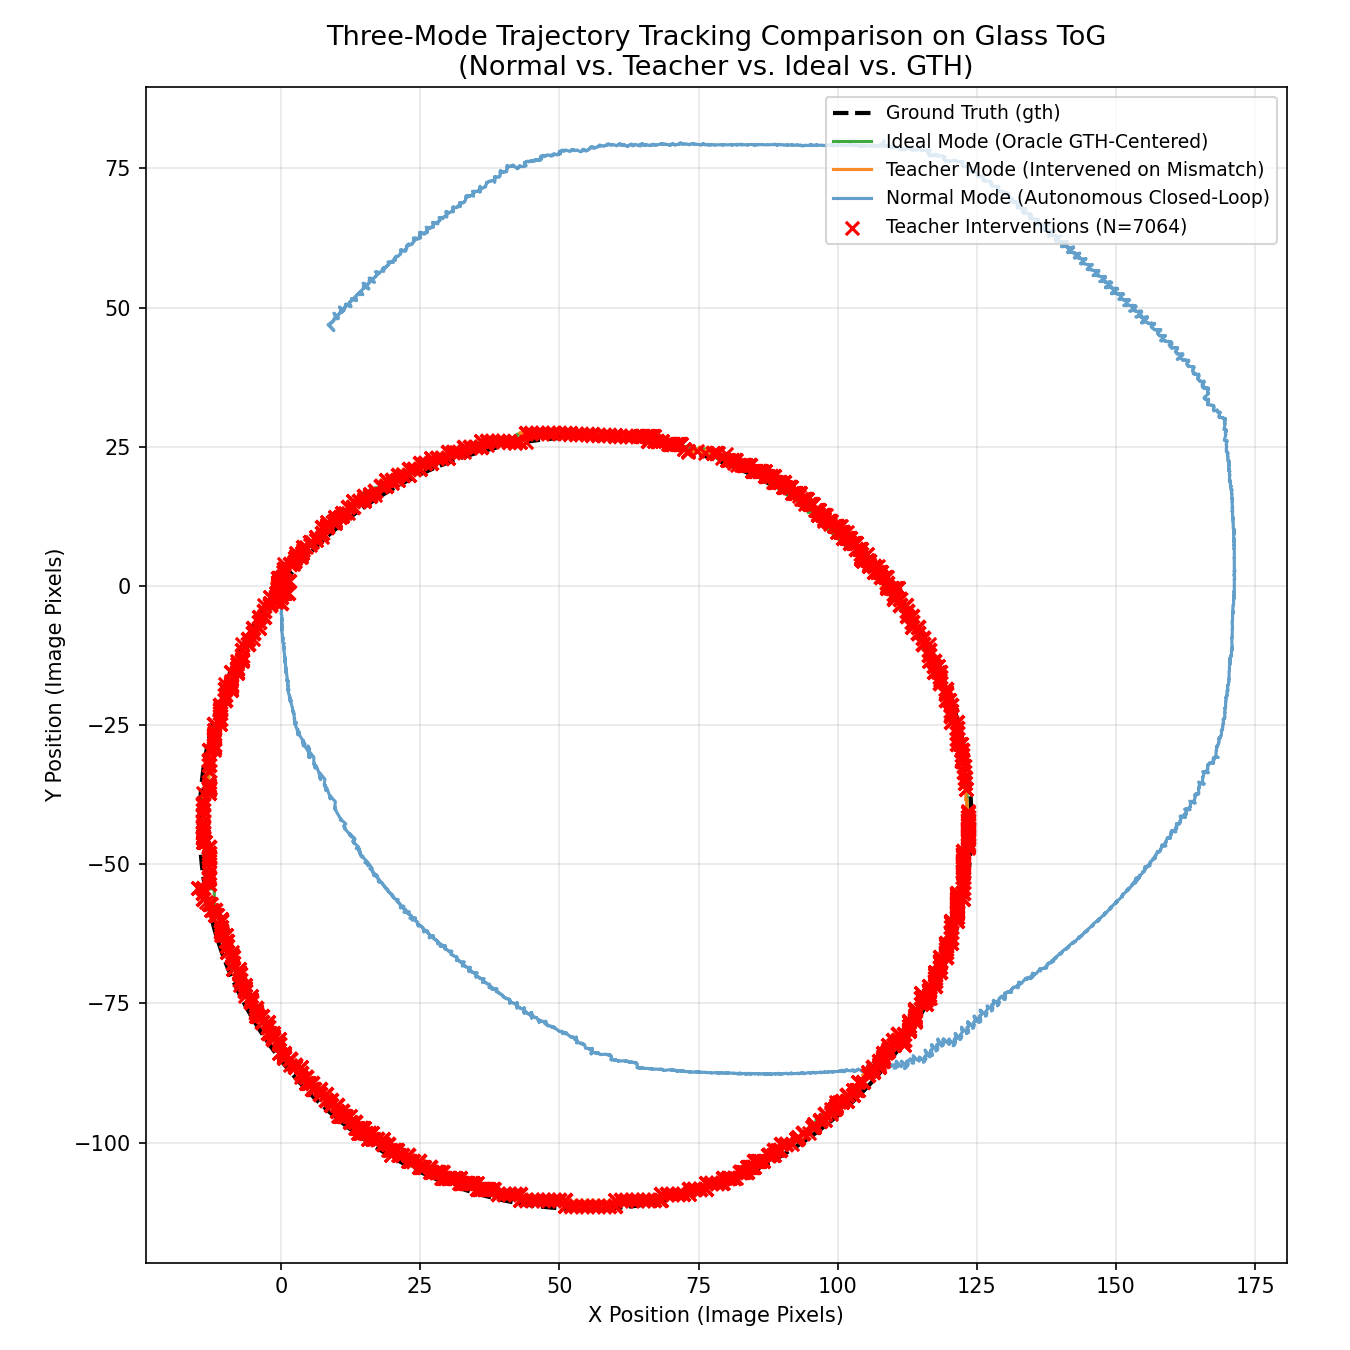 Three-Mode Trajectory Tracking Comparison on Glass ToG
(Normal vs. Teacher vs. Ideal vs. GTH)
Ground Truth (gth)
Ideal Mode (Oracle GTH-Centered)
Teacher Mode (Intervened on Mismatch)
Normal Mode (Autonomous Closed-Loop)
Teacher Interventions (N=7064)
Y Position (Image Pixels)
75
50
25
0
−25
−50
−75
−100
0
25
50
75
100
125
150
175
X Position (Image Pixels)